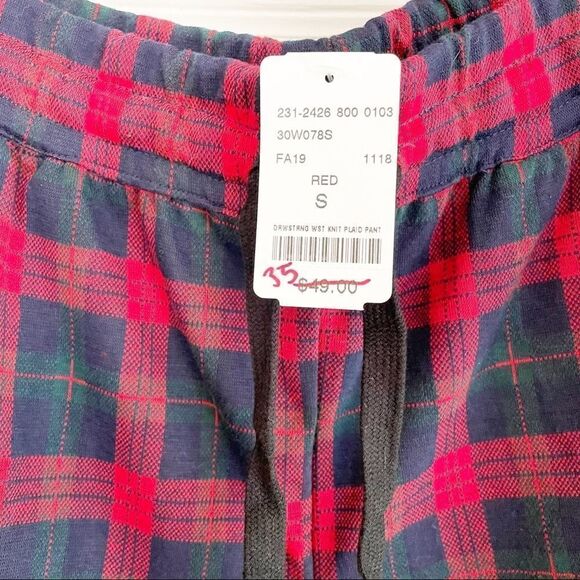 231-2426 800 0103
30W078S
FA19 1118
RED
S
DRWSTRNG WST KNIT PLAID PANT
35 $49.00